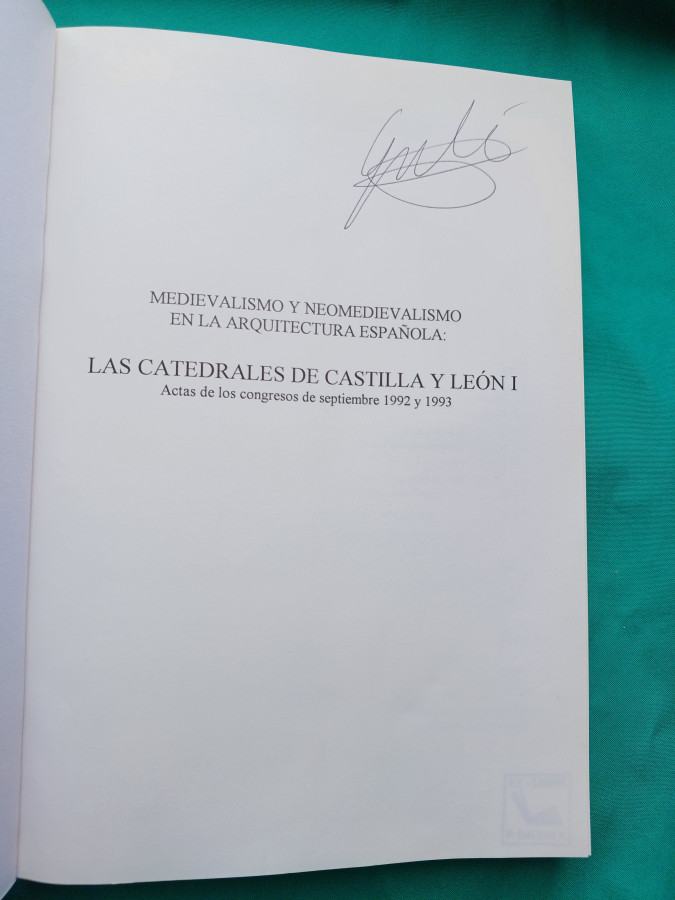 MEDIEVALISMO Y NEOMEDIEVALISMO
EN LA ARQUITECTURA ESPAÑOLA:
LAS CATEDRALES DE CASTILLA Y LEÓN I
Actas de los congresos de septiembre 1992 y 1993